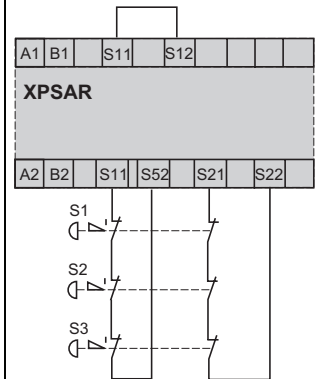 A1 B1 S11 S12
XPSAR
A2 B2 S11 S52 S21 S22
S1
S2
S3